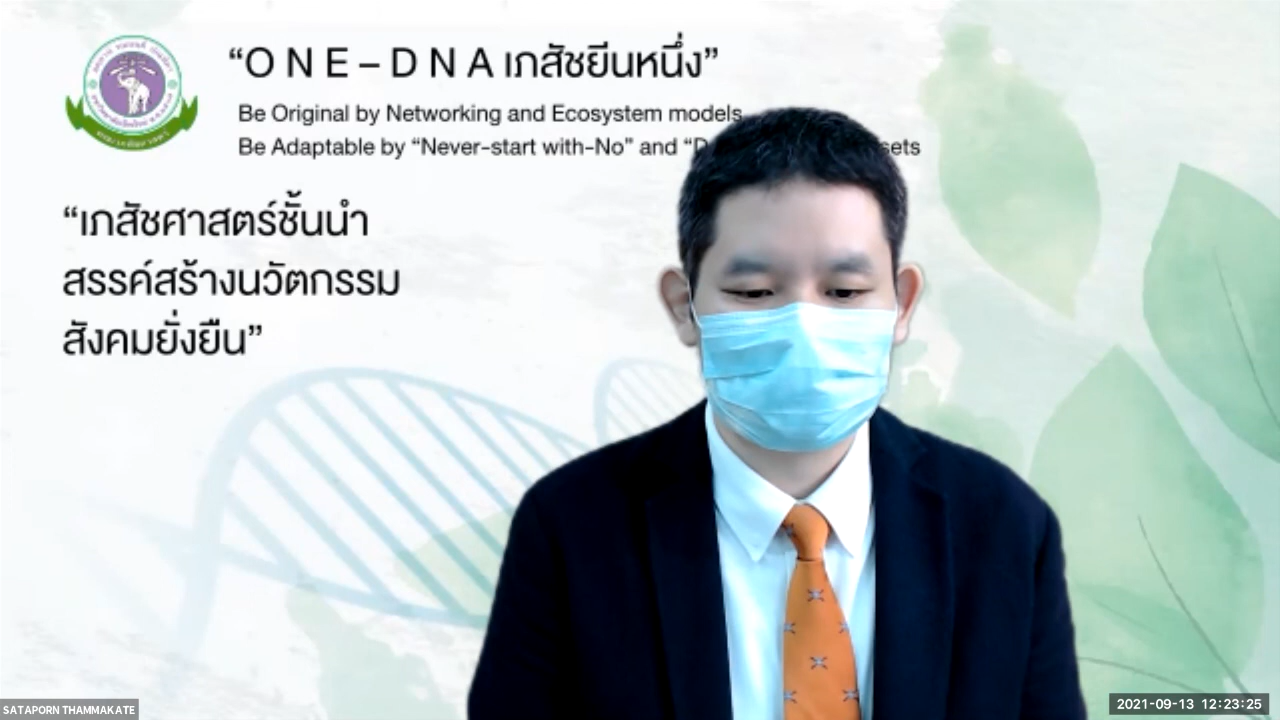 “O N E – D N A เภสัชยีนหนึ่ง”
Be Original by Networking and Ecosystem models
Be Adaptable by “Never-start with-No” and “D sets
“เภสัชศาสตร์ชั้นนำ
สรรค์สร้างนวัตกรรม
สังคมยั่งยืน”
SATAPORN THAMMAKATE
2021-09-13 12:23:25